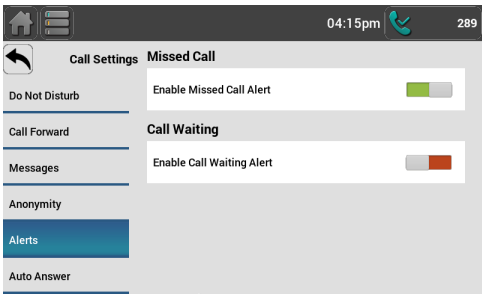 04:15pm 289
Call Settings
Do Not Disturb
Call Forward
Messages
Anonymity
Alerts
Auto Answer
Missed Call
Enable Missed Call Alert
Call Waiting
Enable Call Waiting Alert